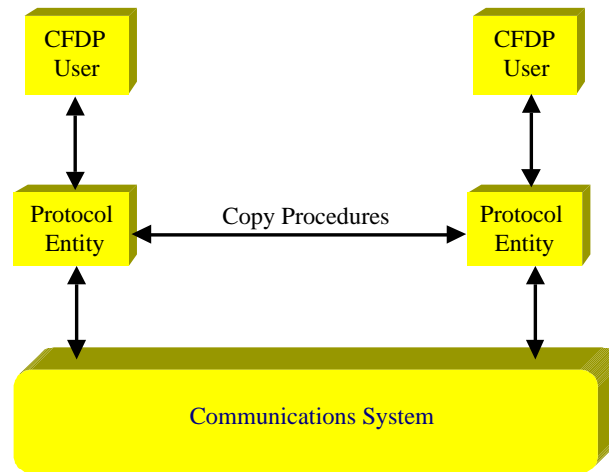 CFDP
User
CFDP
User
Protocol
Entity
Copy Procedures
Protocol
Entity
Communications System